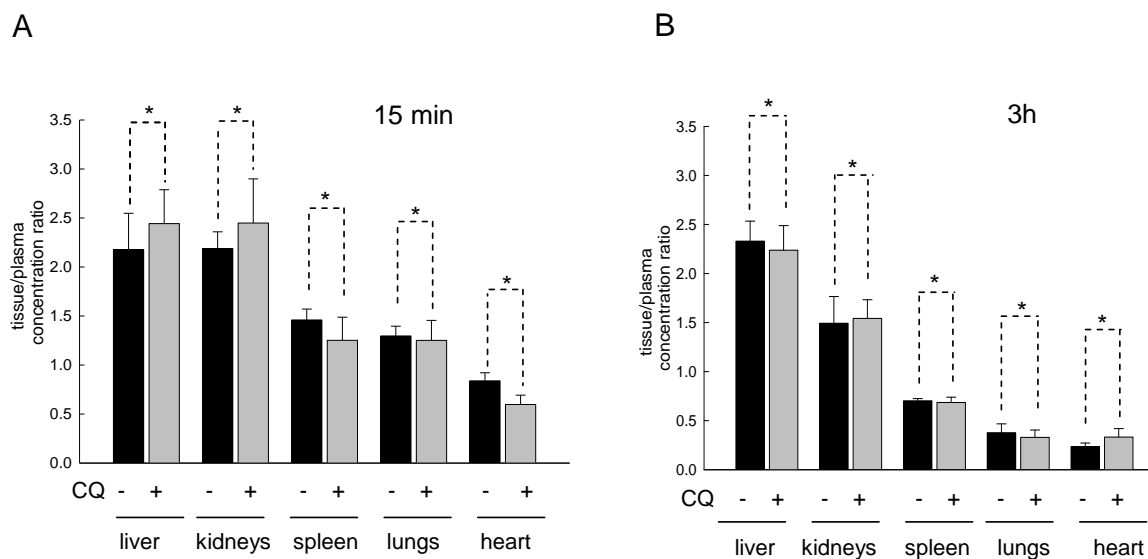 A
15 min
tissue/plasma
concentration ratio
3.5
3.0
2.5
2.0
1.5
1.0
0.5
0.0
* * * * *
CQ - + - + - + - + - +
liver kidneys spleen lungs heart
B
3h
tissue/plasma
concentration ratio
3.5
3.0
2.5
2.0
1.5
1.0
0.5
0.0
* * * * *
CQ - + - + - + - + - +
liver kidneys spleen lungs heart